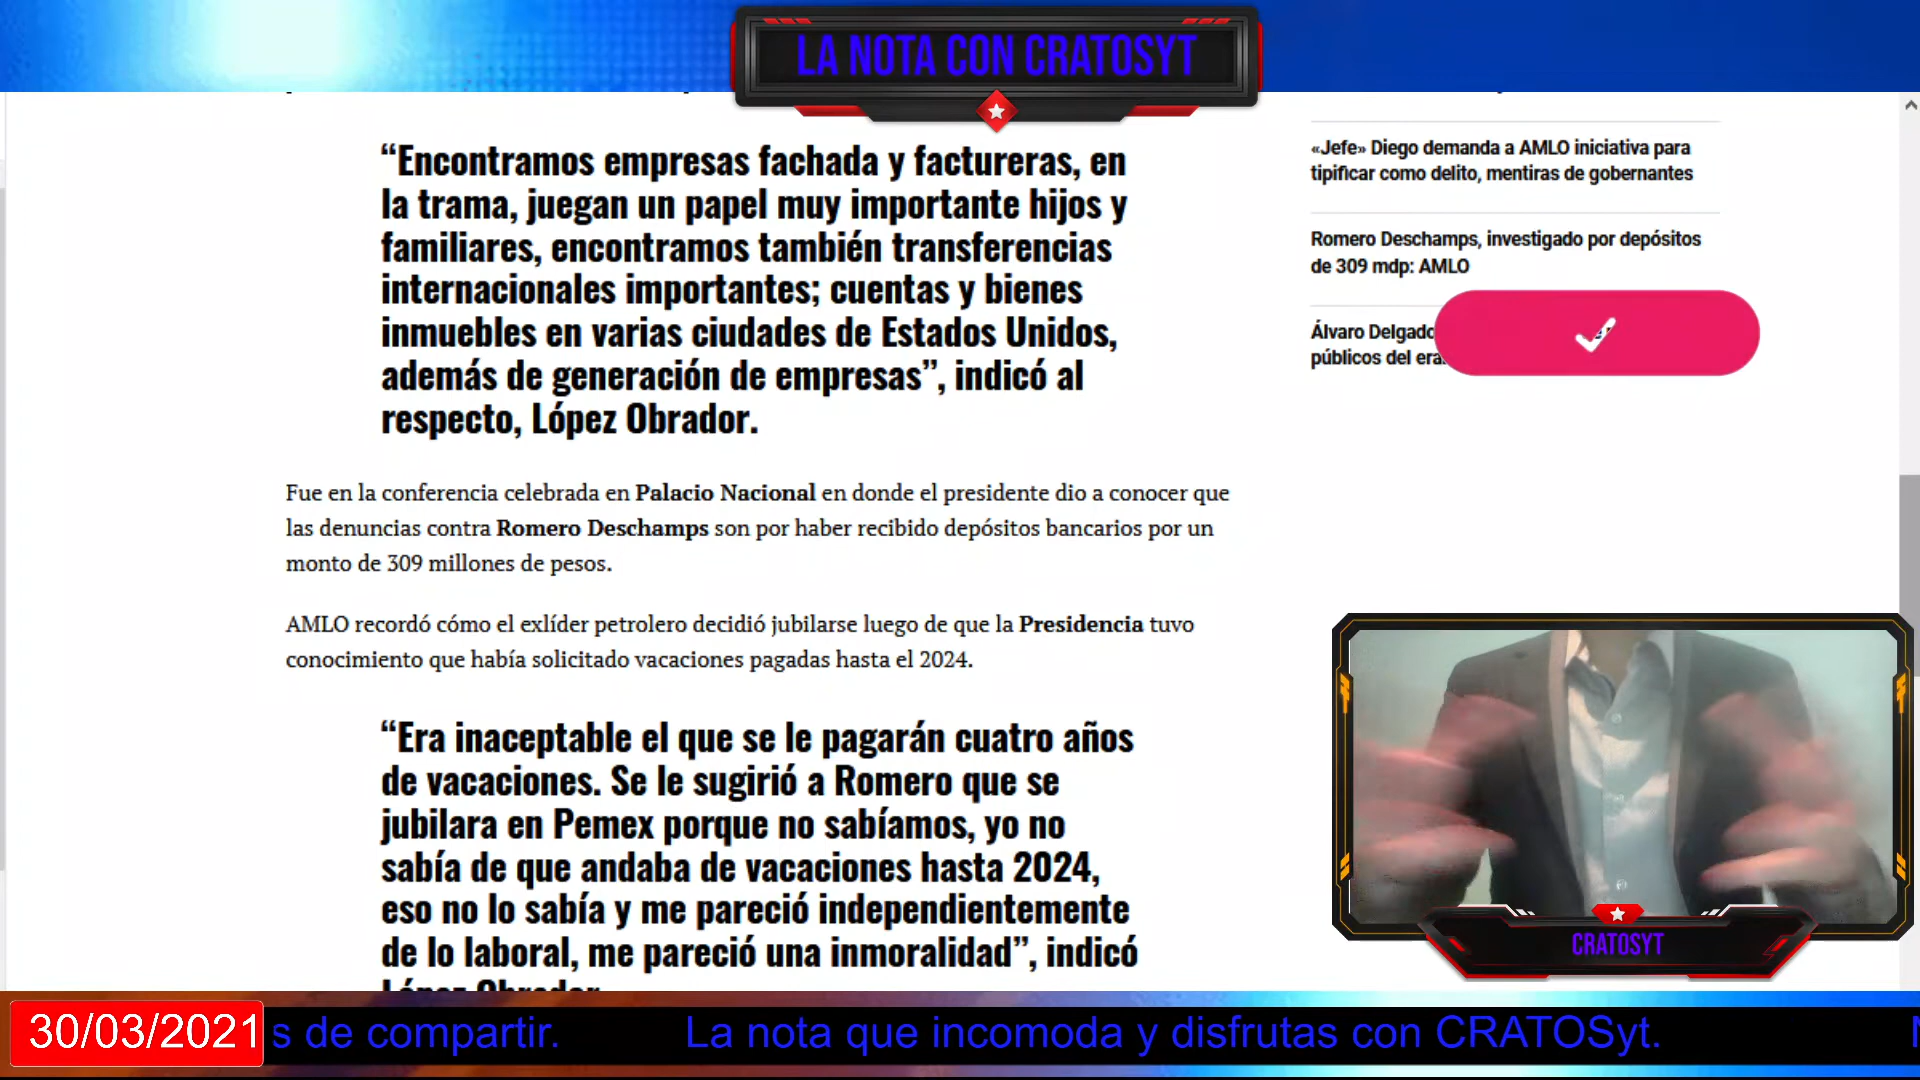 LA NOTA CON CRATOSYT
“Encontramos empresas fachada y factureras, en
la trama, juegan un papel muy importante hijos y
familiares, encontramos también transferencias
internacionales importantes; cuentas y bienes
inmuebles en varias ciudades de Estados Unidos,
además de generación de empresas”, indicó al
respecto, López Obrador.
Fue en la conferencia celebrada en Palacio Nacional en donde el presidente dio a conocer que
las denuncias contra Romero Deschamps son por haber recibido depósitos bancarios por un
monto de 309 millones de pesos.
AMLO recordó cómo el exlíder petrolero decidió jubilarse luego de que la Presidencia tuvo
conocimiento que había solicitado vacaciones pagadas hasta el 2024.
“Era inaceptable el que se le pagarán cuatro años
de vacaciones. Se le sugirió a Romero que se
jubilara en Pemex porque no sabíamos, yo no
sabía de que andaba de vacaciones hasta 2024,
eso no lo sabía y me pareció independientemente
de lo laboral, me pareció una inmoralidad”, indicó
López Obrador.
«Jefe» Diego demanda a AMLO iniciativa para
tipificar como delito, mentiras de gobernantes
Romero Deschamps, investigado por depósitos
de 309 mdp: AMLO
Álvaro Delgado
públicos del
CRATOSYT
30/03/2021
s de compartir. La nota que incomoda y disfrutas con CRATOSyt.